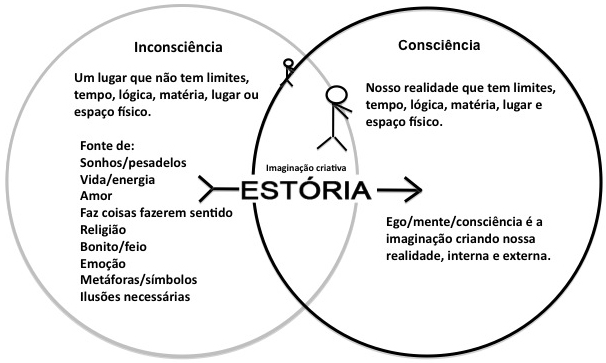 Inconsciência
Um lugar que não tem limites,
tempo, lógica, matéria, lugar ou
espaço físico.
Fonte de:
Sonhos/pesadelos
Vida/energia
Amor
Faz coisas fazerem sentido
Religião
Bonito/feio
Emoção
Metáforas/símbolos
Ilusões necessárias
Imaginação criativa
ESTÓRIA
Consciência
Nosso realidade que tem limites,
tempo, lógica, matéria, lugar e
espaço físico.
Ego/mente/consciência é a
imaginação criando nossa
realidade, interna e externa.